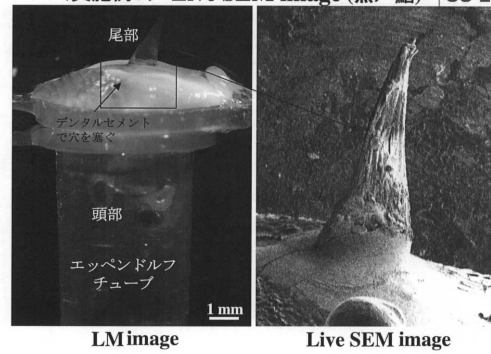 LM image
Live SEM image
尾部
デンタルセメント
で穴を塞ぐ
頭部
エッペンドルフ
チューブ
1 mm